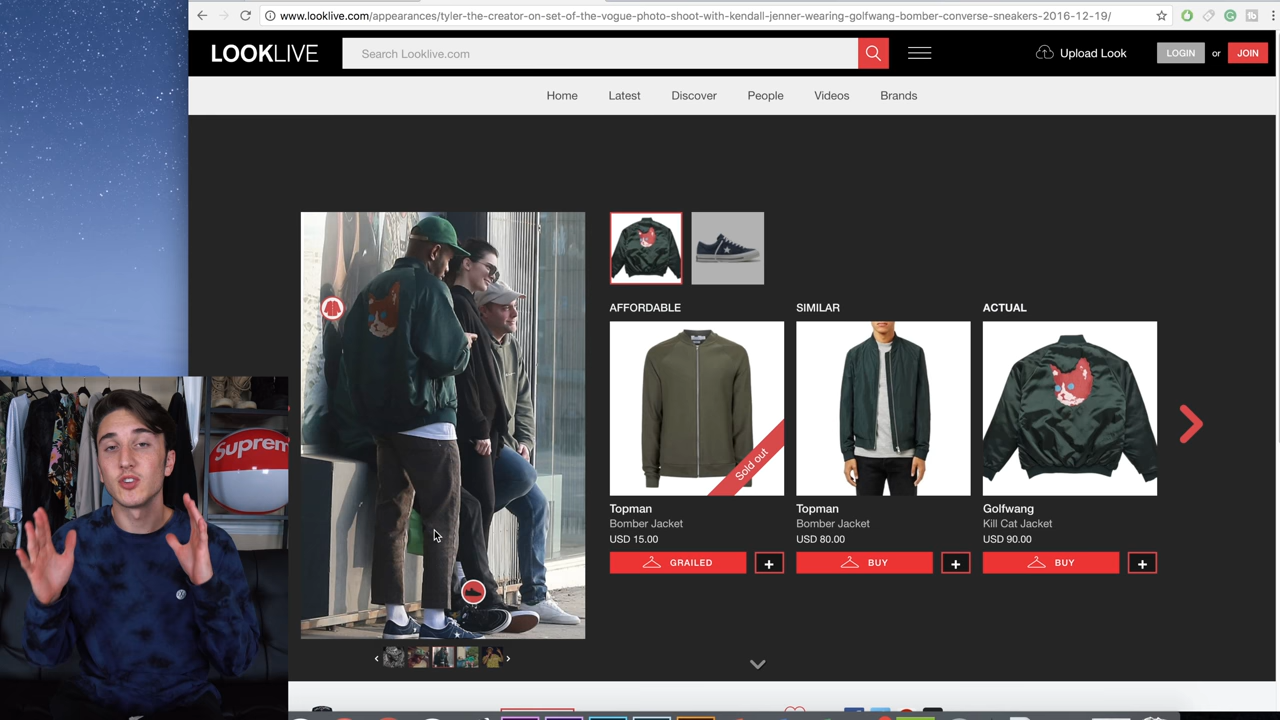 www.looklive.com/appearances/tyler-the-creator-on-set-of-the-vogue-photo-shoot-with-kendall-jenner-wearing-golfwang-bomber-converse-sneakers-2016-12-19/
LOOKLIVE
Search Looklive.com
Upload Look
LOGIN or JOIN
Home Latest Discover People Videos Brands
AFFORDABLE SIMILAR ACTUAL
Sold out
Topman Topman Golfwang
Bomber Jacket Bomber Jacket Kill Cat Jacket
USD 15.00 USD 80.00 USD 90.00
GRAILED BUY BUY
Suprem